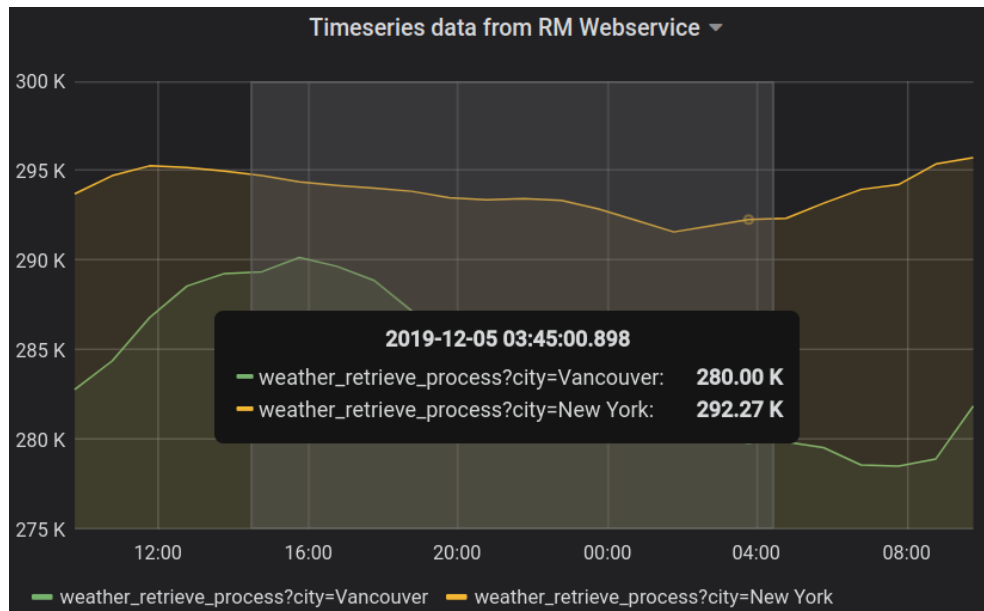 Timeseries data from RM Webservice
300 K
295 K
290 K
285 K
280 K
275 K
2019-12-05 03:45:00.898
weather_retrieve_process?city=Vancouver: 280.00 K
weather_retrieve_process?city=New York: 292.27 K
12:00 16:00 20:00 00:00 04:00 08:00
weather_retrieve_process?city=Vancouver weather_retrieve_process?city=New York